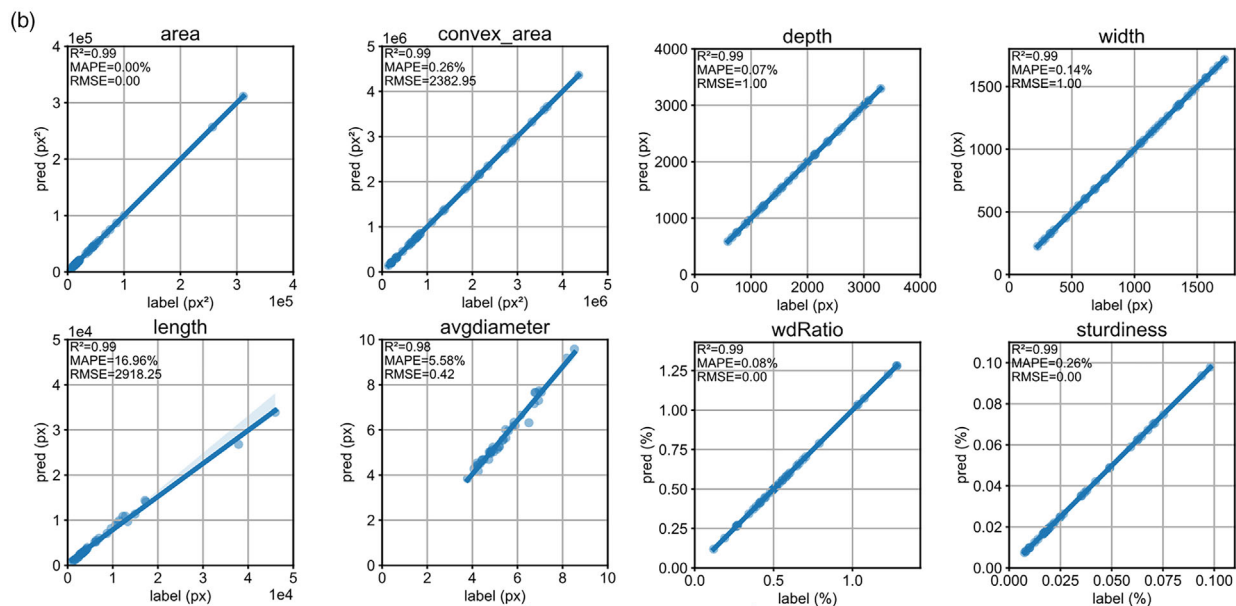 (b)
area
1e5
R²=0.99
MAPE=0.00%
RMSE=0.00
4
3
2
1
0
pred (px²)
0 1 2 3 4
label (px²)
1e5
convex_area
1e6
R²=0.99
MAPE=0.26%
RMSE=2382.95
5
4
3
2
1
0
pred (px²)
0 1 2 3 4 5
label (px²)
1e6
depth
R²=0.99
MAPE=0.07%
RMSE=1.00
4000
3000
2000
1000
0
pred (px)
0 1000 2000 3000 4000
label (px)
width
R²=0.99
MAPE=0.14%
RMSE=1.00
1500
1000
500
0
pred (px)
0 500 1000 1500
label (px)
length
1e4
R²=0.99
MAPE=16.96%
RMSE=2918.25
5
4
3
2
1
0
pred (px)
0 1 2 3 4 5
label (px)
1e4
avgdiameter
R²=0.98
MAPE=5.58%
RMSE=0.42
10
8
6
4
2
0
pred (px)
0 2 4 6 8 10
label (px)
wdRatio
R²=0.99
MAPE=0.08%
RMSE=0.00
1.25
1.00
0.75
0.50
0.25
0.00
pred (%)
0.0 0.5 1.0
label (%)
sturdiness
R²=0.99
MAPE=0.26%
RMSE=0.00
0.10
0.08
0.06
0.04
0.02
0.00
pred (%)
0.000 0.025 0.050 0.075 0.100
label (%)